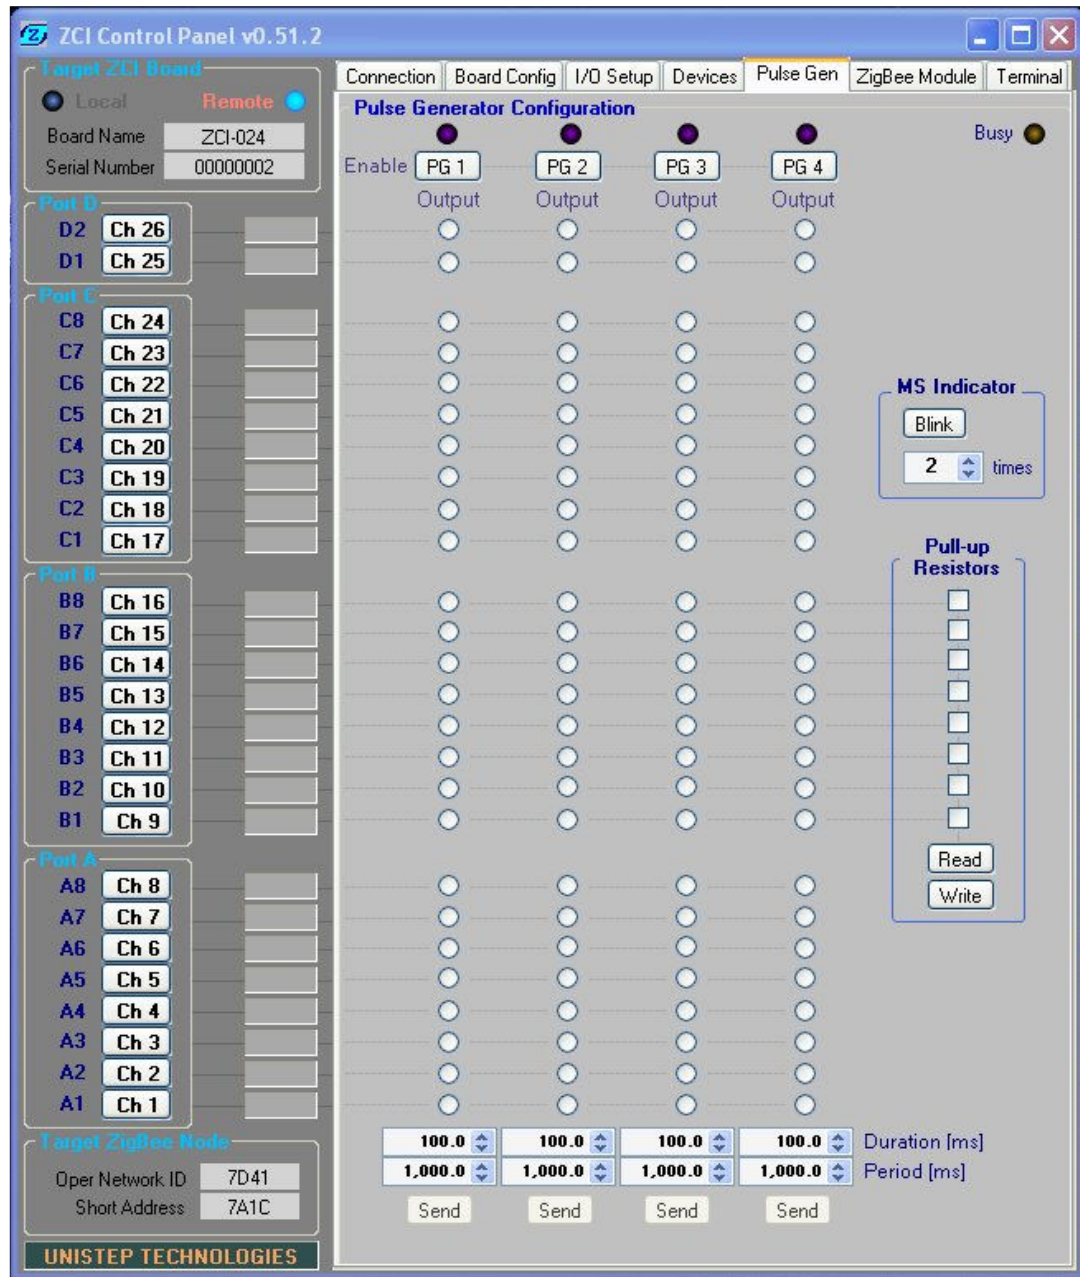 ZCI Control Panel v0.51.2
Target ZCI Board
Local Remote
Board Name ZCI-024
Serial Number 00000002
Connection Board Config I/O Setup Devices Pulse Gen ZigBee Module Terminal
Pulse Generator Configuration
Busy
Enable PG 1 PG 2 PG 3 PG 4
Output Output Output Output
Port D
D2 Ch 26
D1 Ch 25
Port C
C8 Ch 24
C7 Ch 23
C6 Ch 22
C5 Ch 21
C4 Ch 20
C3 Ch 19
C2 Ch 18
C1 Ch 17
MS Indicator
Blink
2 times
Port B
B8 Ch 16
B7 Ch 15
B6 Ch 14
B5 Ch 13
B4 Ch 12
B3 Ch 11
B2 Ch 10
B1 Ch 9
Pull-up
Resistors
Read
Write
Port A
A8 Ch 8
A7 Ch 7
A6 Ch 6
A5 Ch 5
A4 Ch 4
A3 Ch 3
A2 Ch 2
A1 Ch 1
100.0 100.0 100.0 100.0 Duration [ms]
1,000.0 1,000.0 1,000.0 1,000.0 Period [ms]
Send Send Send Send
Target ZigBee Node
Oper Network ID 7D41
Short Address 7A1C
UNISTEP TECHNOLOGIES